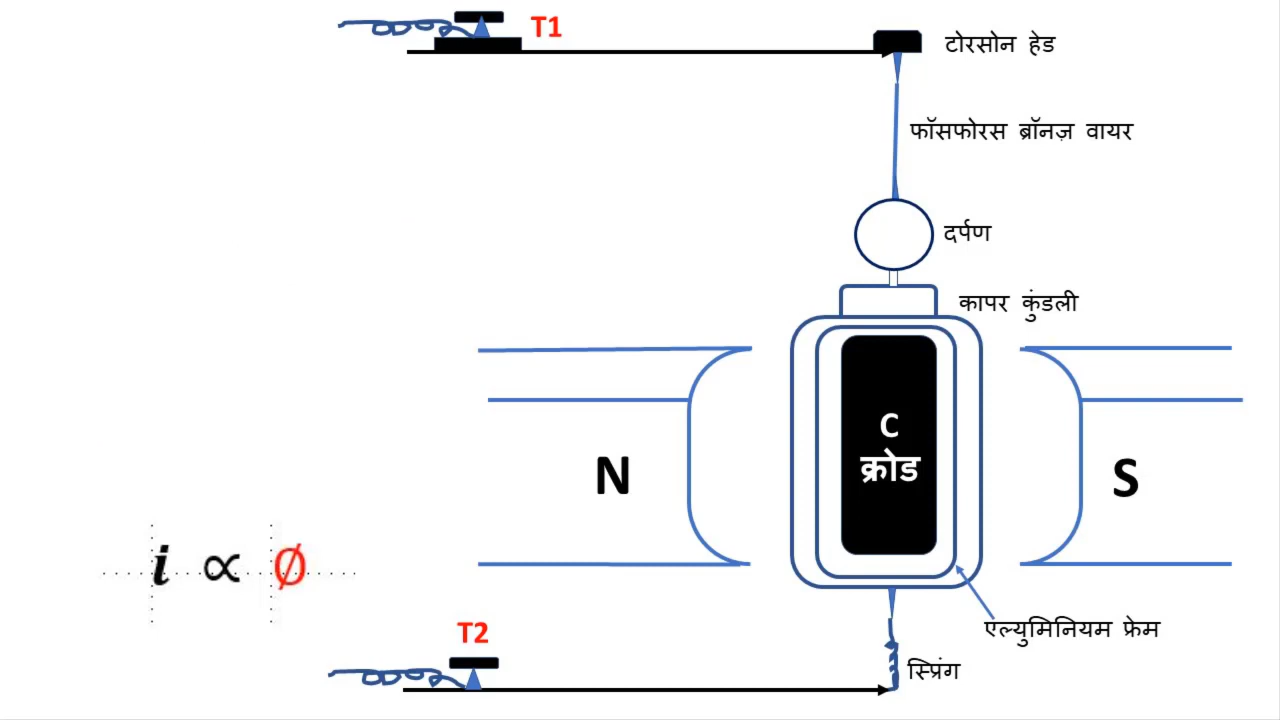 T1
टोरसोन हेड
फॉसफोरस ब्रॉनज़ वायर
दर्पण
कापर कुंडली
C
क्रोड
N
S
i ∝ Ø
T2
एल्युमिनियम फ्रेम
स्प्रिंग